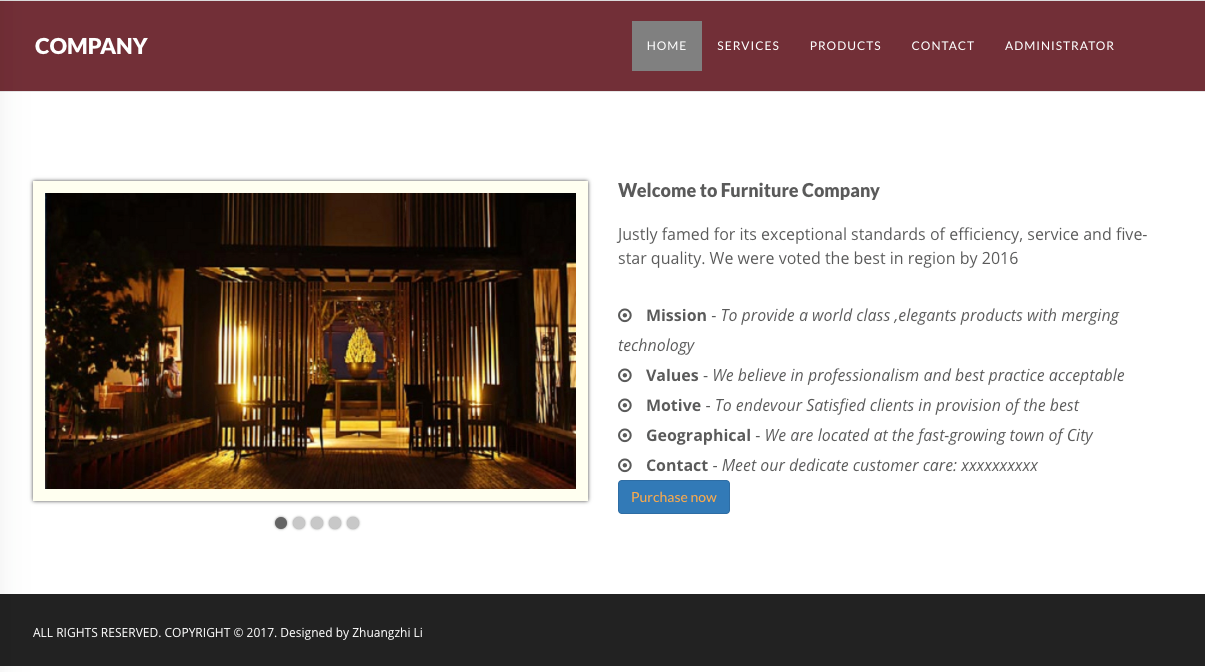 COMPANY
HOME SERVICES PRODUCTS CONTACT ADMINISTRATOR
Welcome to Furniture Company
Justly famed for its exceptional standards of efficiency, service and five-
star quality. We were voted the best in region by 2016
Mission - To provide a world class ,elegants products with merging
technology
Values - We believe in professionalism and best practice acceptable
Motive - To endevour Satisfied clients in provision of the best
Geographical - We are located at the fast-growing town of City
Contact - Meet our dedicate customer care: xxxxxxxxxx
Purchase now
ALL RIGHTS RESERVED. COPYRIGHT © 2017. Designed by Zhuangzhi Li